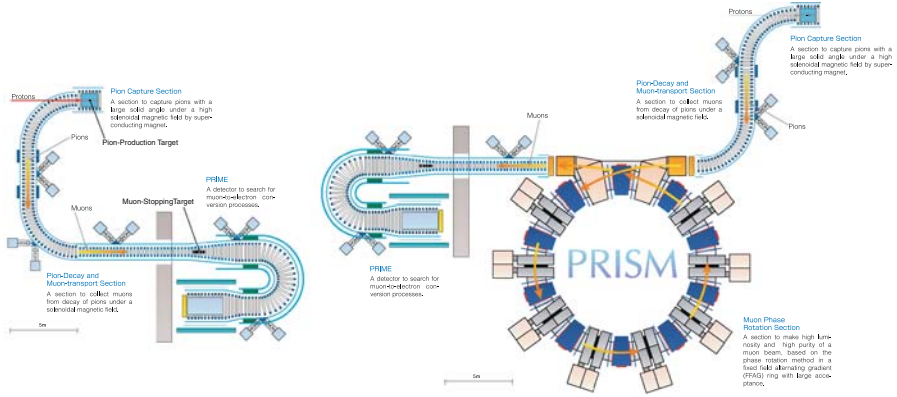 Protons
Pion Capture Section
A section to capture pions with a
large solid angle under a high
solenoidal magnetic field by super-
conducting magnet.
Pion-Production Target
Pions
PRIME
A detector to search for
muon-to-electron con-
version processes.
Muon-StoppingTarget
Muons
Pion-Decay and
Muon-transport Section
A section to collect muons
from decay of pions under a
solenoidal magnetic field.
5m
Protons
Pion Capture Section
A section to capture pions with a
large solid angle under a high
solenoidal magnetic field by super-
conducting magnet.
Pion-Decay and
Muon-transport Section
A section to collect muons
from decay of pions under a
solenoidal magnetic field.
Pions
Muons
PRISM
PRIME
A detector to search for
muon-to-electron con-
version processes.
Muon Phase
Rotation Section
A section to make high lumi-
nosity and high purity of a
muon beam, based on the
phase rotation method in a
fixed field alternating gradient
(FFAG) ring with large acce-
ptance.
5m